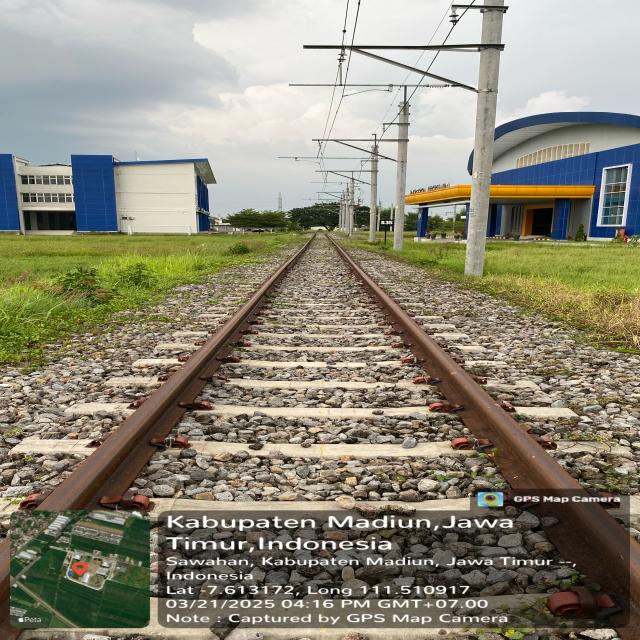 GPS Map Camera
Kabupaten Madiun,Jawa
Timur,Indonesia
Sawahan, Kabupaten Madiun, Jawa Timur --,
Indonesia
Lat -7.613172, Long 111.510917
03/21/2025 04:16 PM GMT+07.00
Note : Captured by GPS Map Camera
Peta